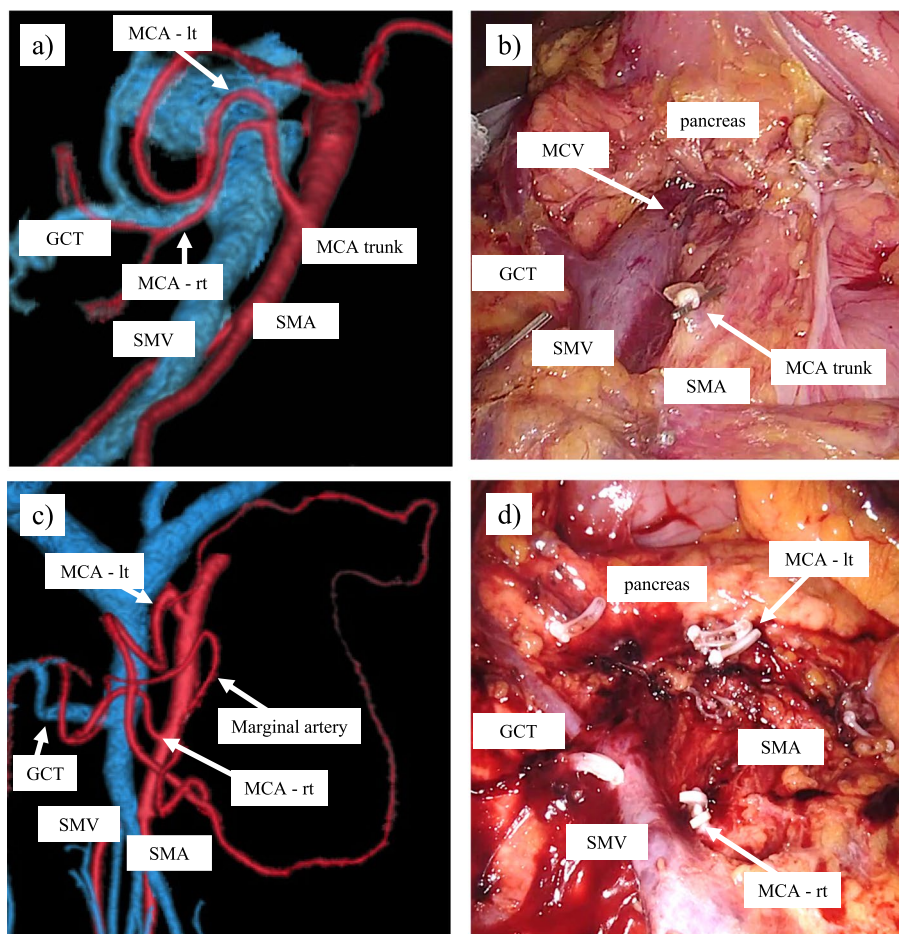 a)
MCA - lt
GCT
MCA trunk
MCA - rt
SMA
SMV
b)
pancreas
MCV
GCT
SMV
MCA trunk
SMA
c)
MCA - lt
Marginal artery
GCT
MCA - rt
SMV
SMA
d)
MCA - lt
pancreas
GCT
SMA
SMV
MCA - rt